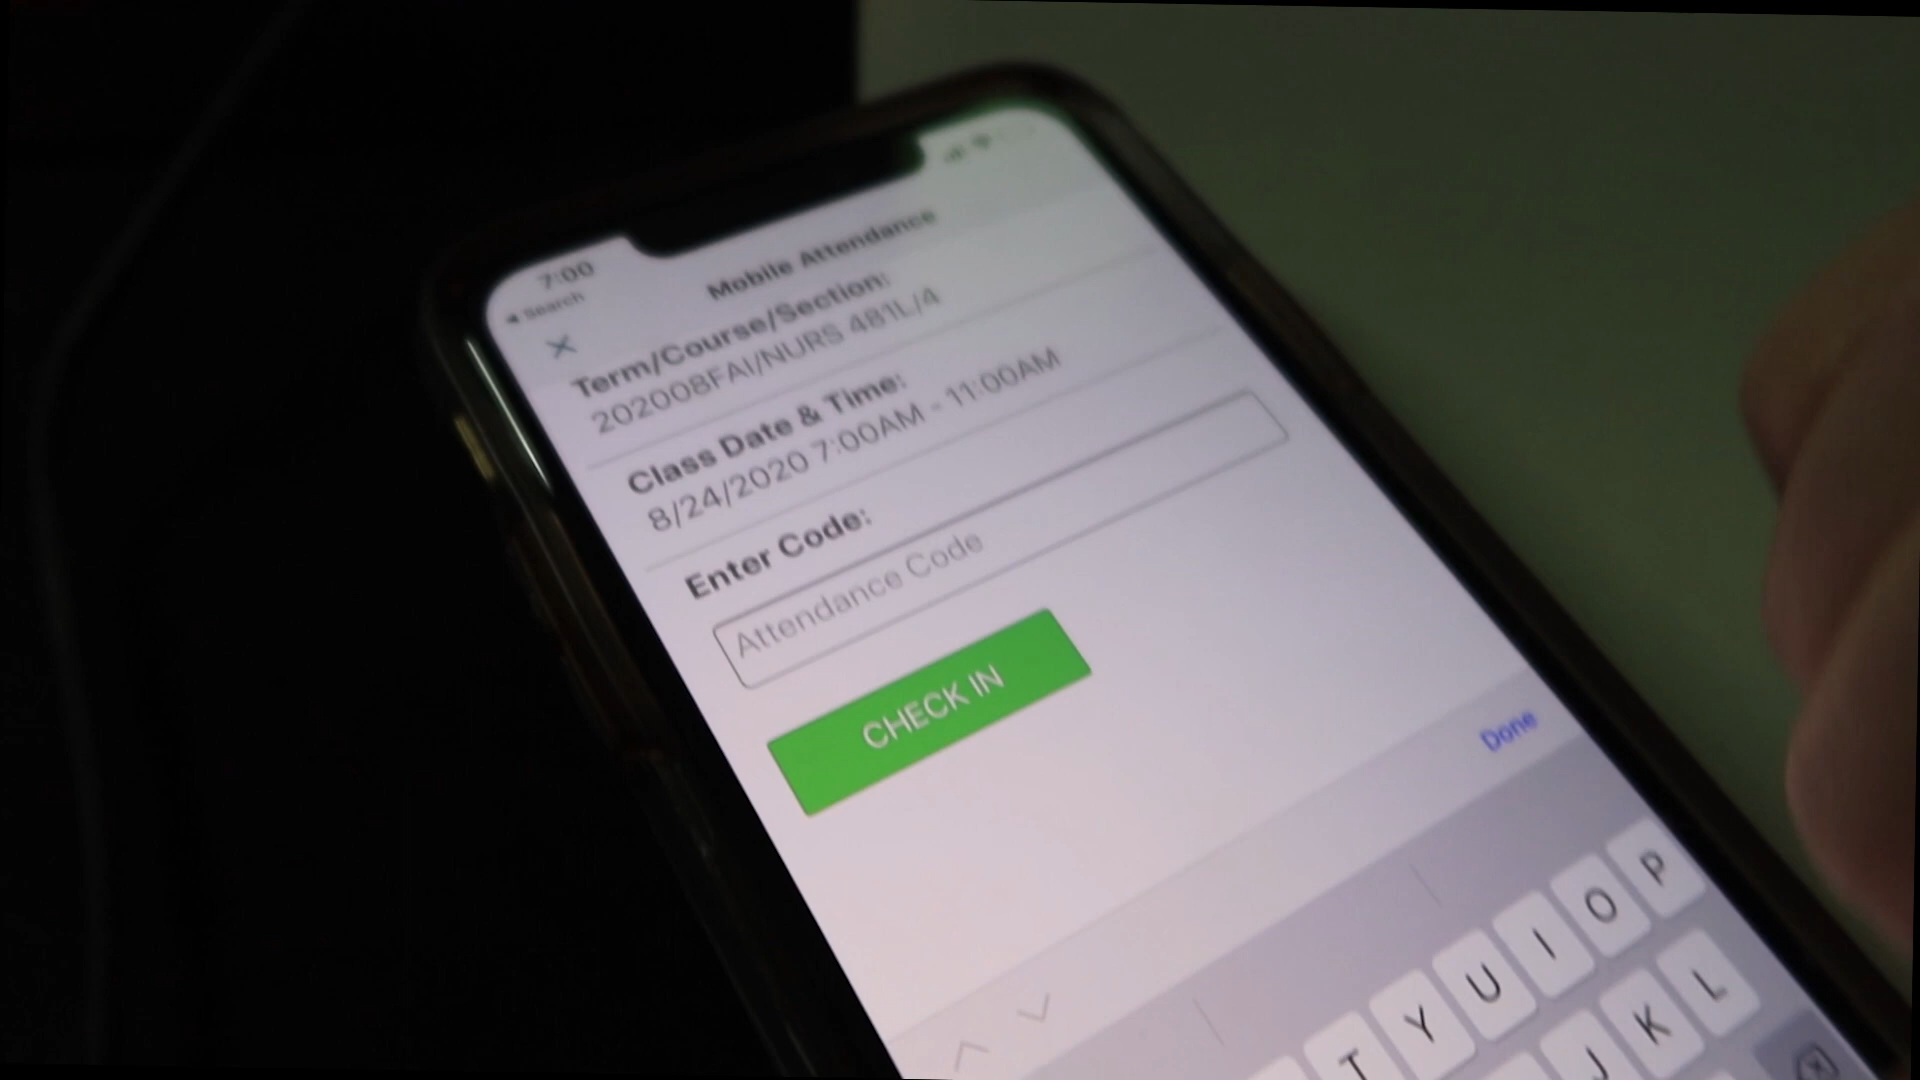 7:00
◀ Search
Mobile Attendance
Term/Course/Section:
202008FAI/NURS 481L/4
Class Date & Time:
8/24/2020 7:00AM - 11:00AM
Enter Code:
Attendance Code
CHECK IN
Done
T Y U I O P
J K L